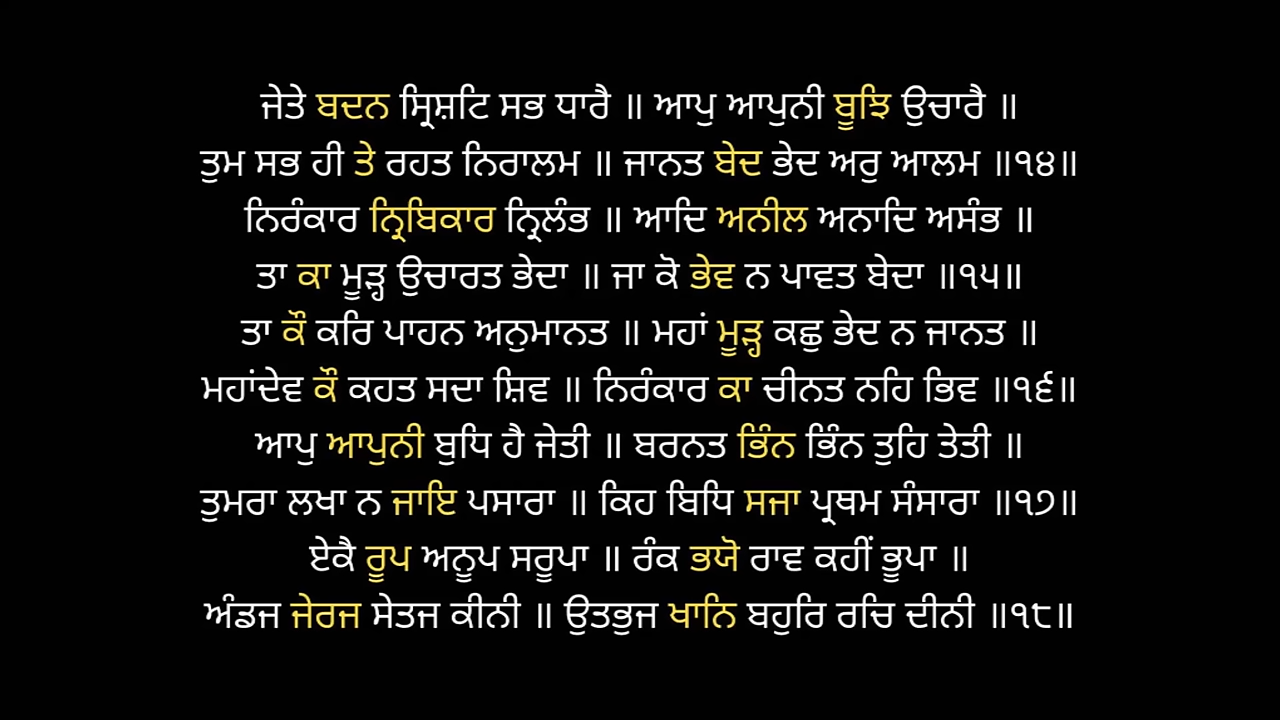 ਜੇਤੇ ਬਦਨ ਸ੍ਰਿਸ਼ਟਿ ਸਭ ਧਾਰੈ ॥ ਆਪੁ ਆਪੁਨੀ ਬੂਝਿ ਉਚਾਰੈ ॥
ਤੁਮ ਸਭ ਹੀ ਤੇ ਰਹਤ ਨਿਰਾਲਮ ॥ ਜਾਨਤ ਬੇਦ ਭੇਦ ਅਰੁ ਆਲਮ ॥੧੪॥
ਨਿਰੰਕਾਰ ਨ੍ਰਿਬਿਕਾਰ ਨ੍ਰਿਲੰਭ ॥ ਆਦਿ ਅਨੀਲ ਅਨਾਦਿ ਅਸੰਭ ॥
ਤਾ ਕਾ ਮੂੜ੍ਹ ਉਚਾਰਤ ਭੇਦਾ ॥ ਜਾ ਕੋ ਭੇਵ ਨ ਪਾਵਤ ਬੇਦਾ ॥੧੫॥
ਤਾ ਕੌ ਕਰਿ ਪਾਹਨ ਅਨੁਮਾਨਤ ॥ ਮਹਾਂ ਮੂੜ੍ਹ ਕਛੁ ਭੇਦ ਨ ਜਾਨਤ ॥
ਮਹਾਂਦੇਵ ਕੌ ਕਹਤ ਸਦਾ ਸ਼ਿਵ ॥ ਨਿਰੰਕਾਰ ਕਾ ਚੀਨਤ ਨਹਿ ਭਿਵ ॥੧੬॥
ਆਪੁ ਆਪੁਨੀ ਬੁਧਿ ਹੈ ਜੇਤੀ ॥ ਬਰਨਤ ਭਿੰਨ ਭਿੰਨ ਤੁਹਿ ਤੇਤੀ ॥
ਤੁਮਰਾ ਲਖਾ ਨ ਜਾਇ ਪਸਾਰਾ ॥ ਕਿਹ ਬਿਧਿ ਸਜਾ ਪ੍ਰਥਮ ਸੰਸਾਰਾ ॥੧੭॥
ਏਕੈ ਰੂਪ ਅਨੂਪ ਸਰੂਪਾ ॥ ਰੰਕ ਭਯੋ ਰਾਵ ਕਹੀਂ ਭੂਪਾ ॥
ਅੰਡਜ ਜੇਰਜ ਸੇਤਜ ਕੀਨੀ ॥ ਉਤਭੁਜ ਖਾਨਿ ਬਹੁਰਿ ਰਚਿ ਦੀਨੀ ॥੧੮॥